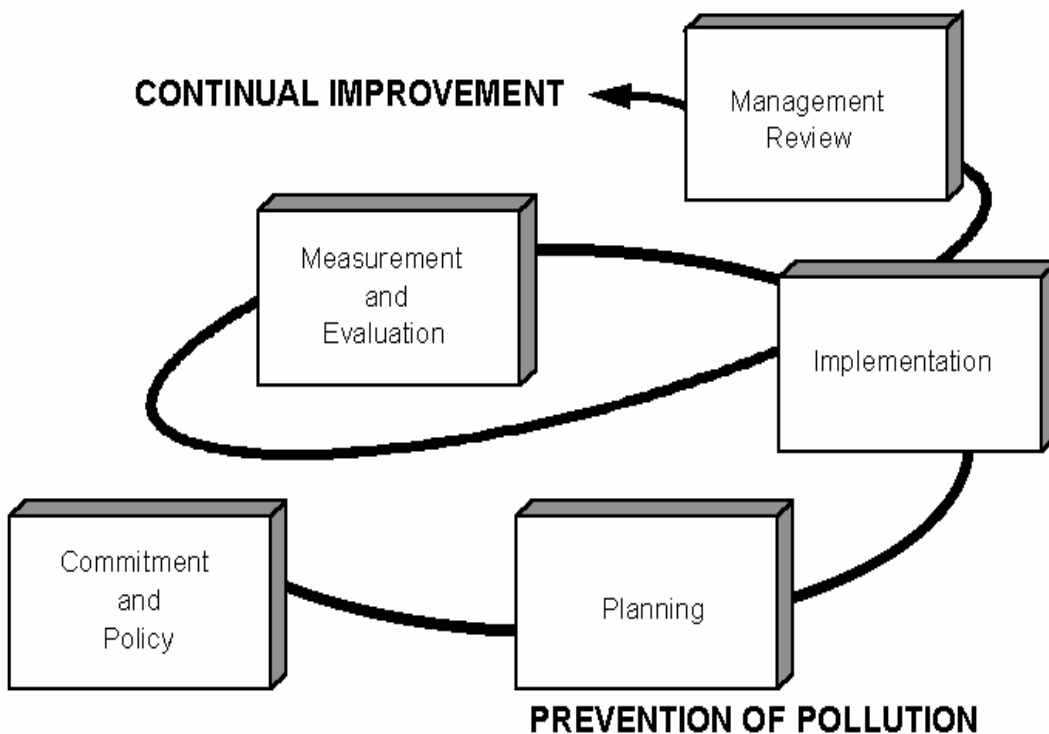 CONTINUAL IMPROVEMENT
Management
Review
Measurement
and
Evaluation
Implementation
Commitment
and
Policy
Planning
PREVENTION OF POLLUTION